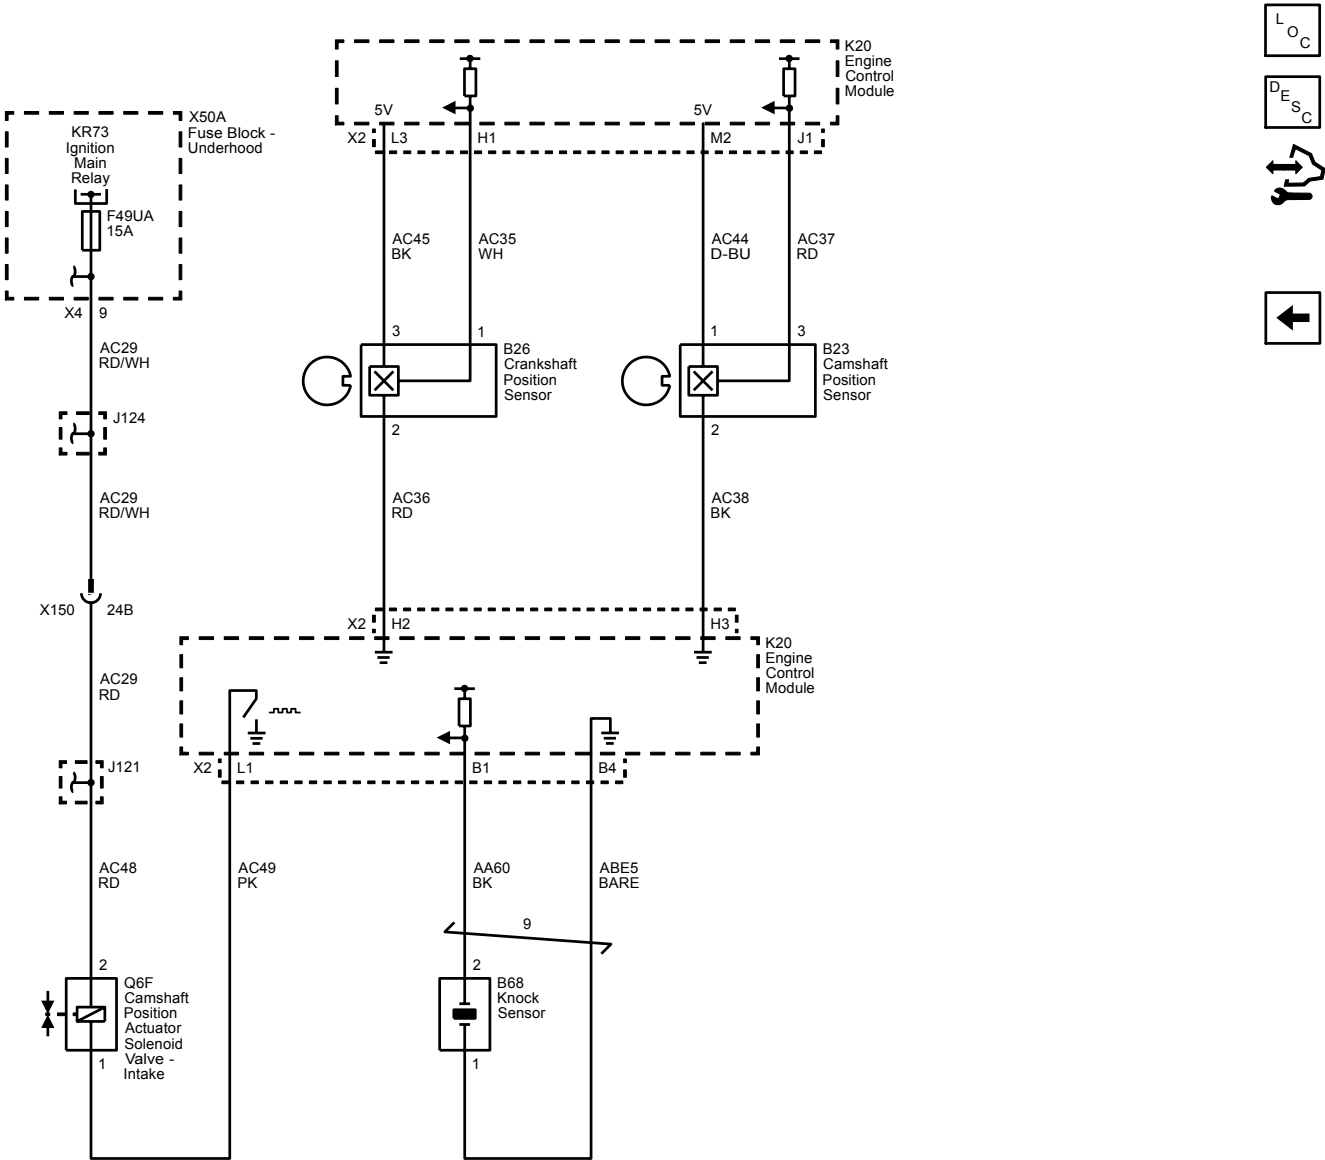 K20
Engine
Control
Module
5V
5V
X2 L3 H1 M2 J1
X50A
Fuse Block -
Underhood
KR73
Ignition
Main
Relay
F49UA
15A
X4 9
AC45
BK
AC35
WH
AC44
D-BU
AC37
RD
3 1
B26
Crankshaft
Position
Sensor
2
1 3
B23
Camshaft
Position
Sensor
2
AC29
RD/WH
J124
AC29
RD/WH
AC36
RD
AC38
BK
X150 24B
X2 H2 H3
K20
Engine
Control
Module
AC29
RD
J121
X2 L1 B1 B4
AC48
RD
AC49
PK
AA60
BK
ABE5
BARE
9
2
Q6F
Camshaft
Position
Actuator
Solenoid
Valve -
Intake
1
2
B68
Knock
Sensor
1
LOC
DESC